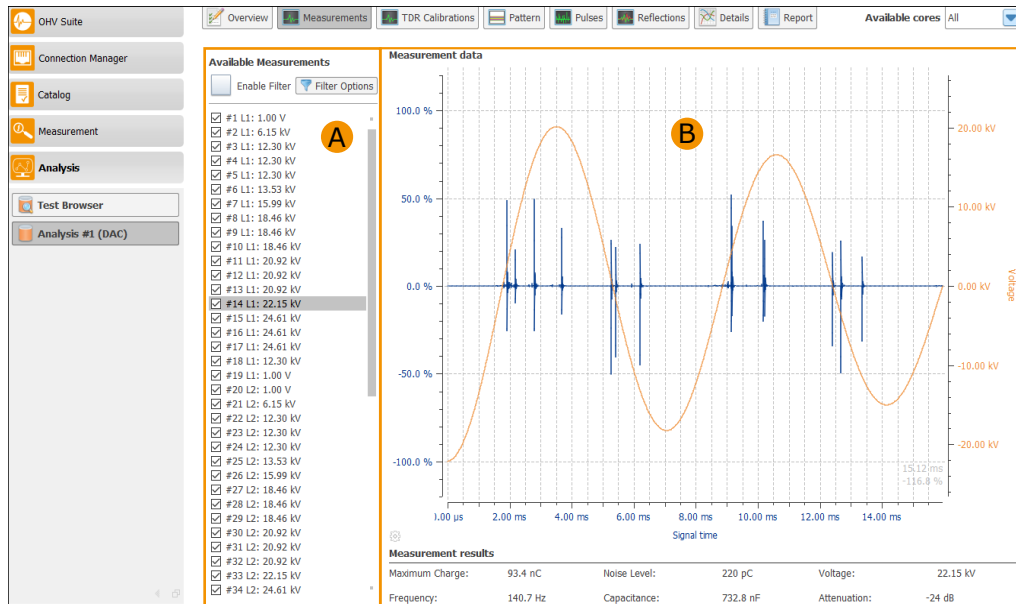 OHV Suite
Connection Manager
Catalog
Measurement
Analysis
Test Browser
Analysis #1 (DAC)
Overview Measurements TDR Calibrations Pattern Pulses Reflections Details Report Available cores All
Available Measurements
Enable Filter Filter Options
#1 L1: 1.00 V
#2 L1: 6.15 kV
#3 L1: 12.30 kV
#4 L1: 12.30 kV
#5 L1: 12.30 kV
#6 L1: 13.53 kV
#7 L1: 15.99 kV
#8 L1: 18.46 kV
#9 L1: 18.46 kV
#10 L1: 18.46 kV
#11 L1: 20.92 kV
#12 L1: 20.92 kV
#13 L1: 20.92 kV
#14 L1: 22.15 kV
#15 L1: 24.61 kV
#16 L1: 24.61 kV
#17 L1: 24.61 kV
#18 L1: 12.30 kV
#19 L1: 1.00 V
#20 L2: 1.00 V
#21 L2: 6.15 kV
#22 L2: 12.30 kV
#23 L2: 12.30 kV
#24 L2: 12.30 kV
#25 L2: 13.53 kV
#26 L2: 15.99 kV
#27 L2: 18.46 kV
#28 L2: 18.46 kV
#29 L2: 18.46 kV
#30 L2: 20.92 kV
#31 L2: 20.92 kV
#32 L2: 20.92 kV
#33 L2: 22.15 kV
#34 L2: 24.61 kV
A
Measurement data
B
100.0 %
50.0 %
0.0 %
-50.0 %
-100.0 %
20.00 kV
10.00 kV
0.00 kV
-10.00 kV
-20.00 kV
Voltage
15.12 ms
-116.8 %
0.00 µs 2.00 ms 4.00 ms 6.00 ms 8.00 ms 10.00 ms 12.00 ms 14.00 ms
Signal time
Measurement results
Maximum Charge: 93.4 nC Noise Level: 220 pC Voltage: 22.15 kV
Frequency: 140.7 Hz Capacitance: 732.8 nF Attenuation: -24 dB